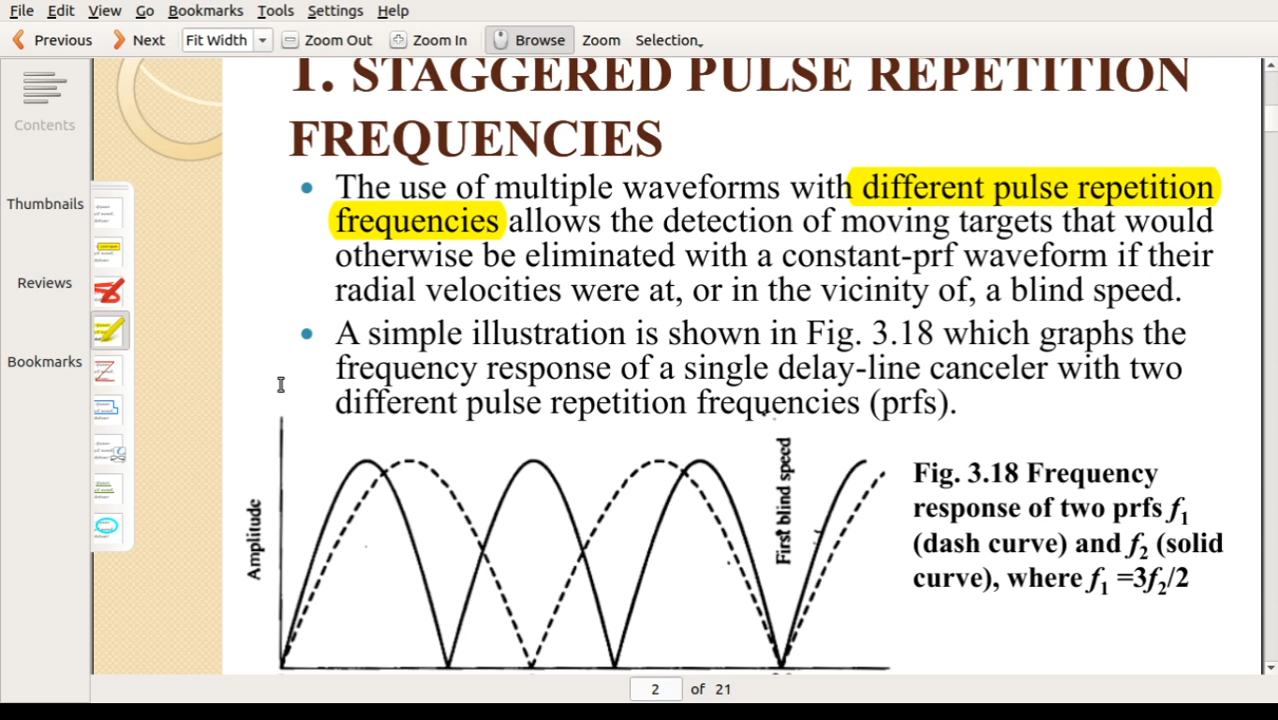 File Edit View Go Bookmarks Tools Settings Help
Previous Next Fit Width Zoom Out Zoom In Browse Zoom Selection
Contents
Thumbnails
Reviews
Bookmarks
1. STAGGERED PULSE REPETITION
FREQUENCIES
• The use of multiple waveforms with different pulse repetition
frequencies allows the detection of moving targets that would
otherwise be eliminated with a constant-prf waveform if their
radial velocities were at, or in the vicinity of, a blind speed.
• A simple illustration is shown in Fig. 3.18 which graphs the
frequency response of a single delay-line canceler with two
different pulse repetition frequencies (prfs).
Amplitude
First blind speed
Fig. 3.18 Frequency
response of two prfs f₁
(dash curve) and f₂ (solid
curve), where f₁ =3f₂/2
2 of 21